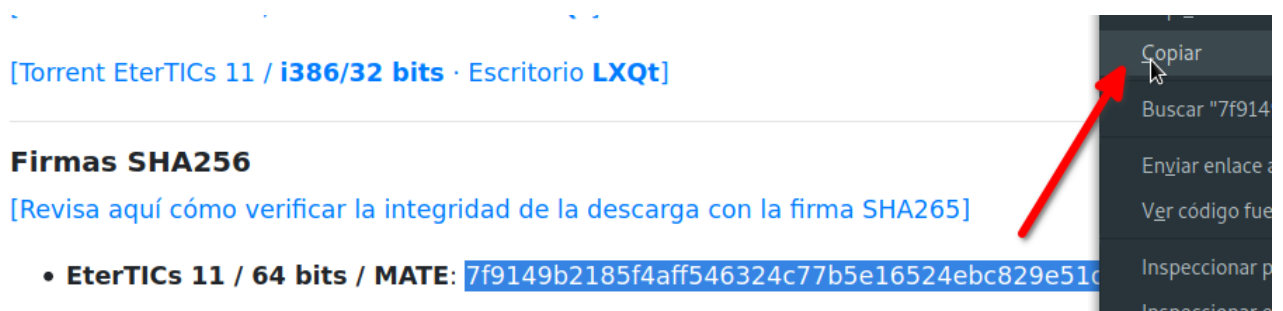 [Torrent EterTICs 11 / i386/32 bits · Escritorio LXQt]
Copiar
Buscar "7f914
Firmas SHA256
Enviar enlace a
[Revisa aquí cómo verificar la integridad de la descarga con la firma SHA265]
Ver código fue
• EterTICs 11 / 64 bits / MATE: 7f9149b2185f4aff546324c77b5e16524ebc829e51c
Inspeccionar p